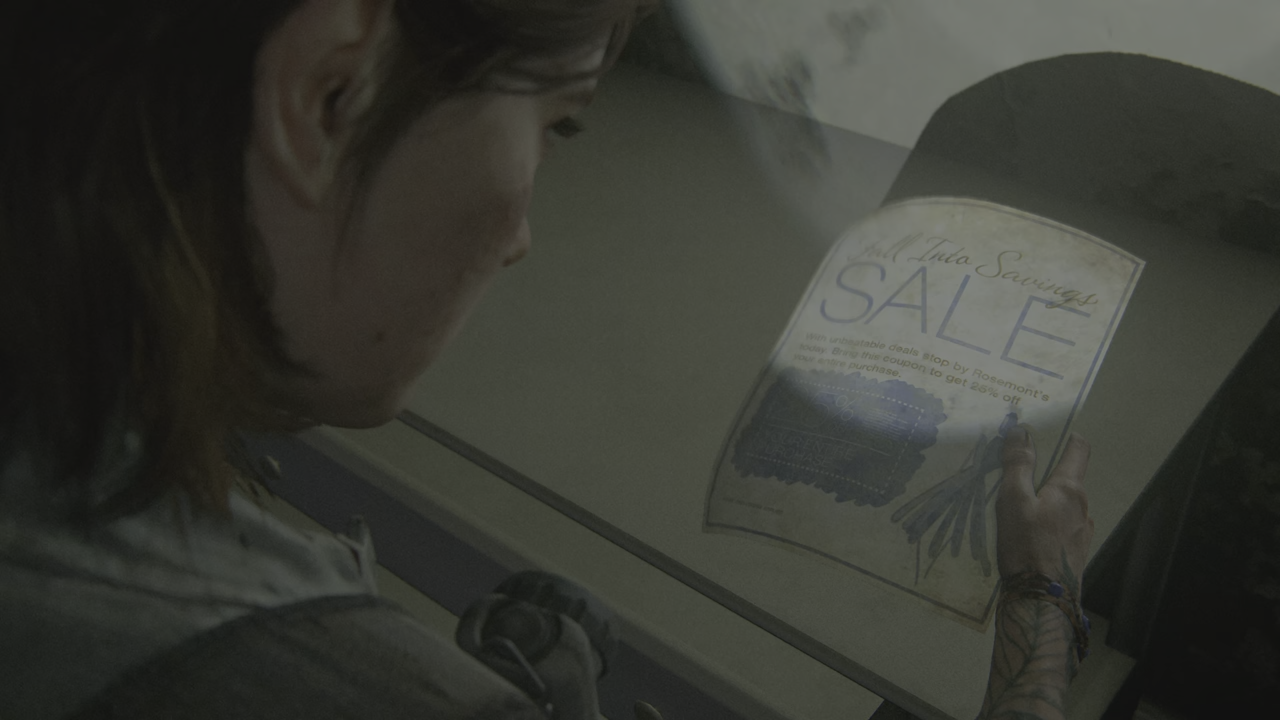 Fall Into Savings
SALE
With unbeatable deals stop by Rosemont's
today. Bring this coupon to get 25% off
your entire purchase.